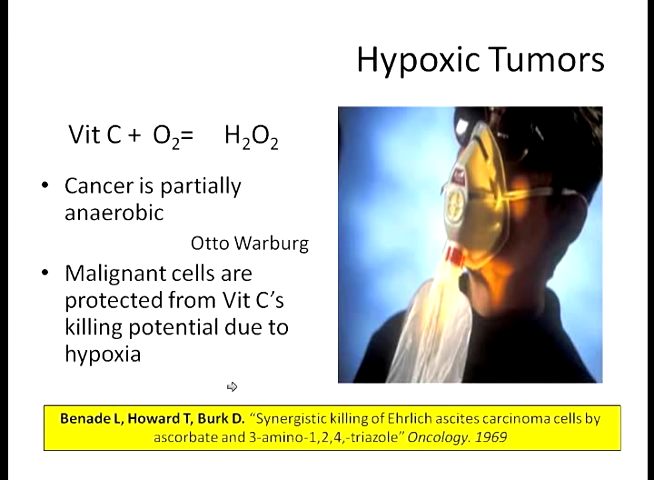 Hypoxic Tumors
Vit C + O₂= H₂O₂
• Cancer is partially
anaerobic
Otto Warburg
• Malignant cells are
protected from Vit C’s
killing potential due to
hypoxia
Benade L, Howard T, Burk D. “Synergistic killing of Ehrlich ascites carcinoma cells by
ascorbate and 3-amino-1,2,4,-triazole” Oncology. 1969